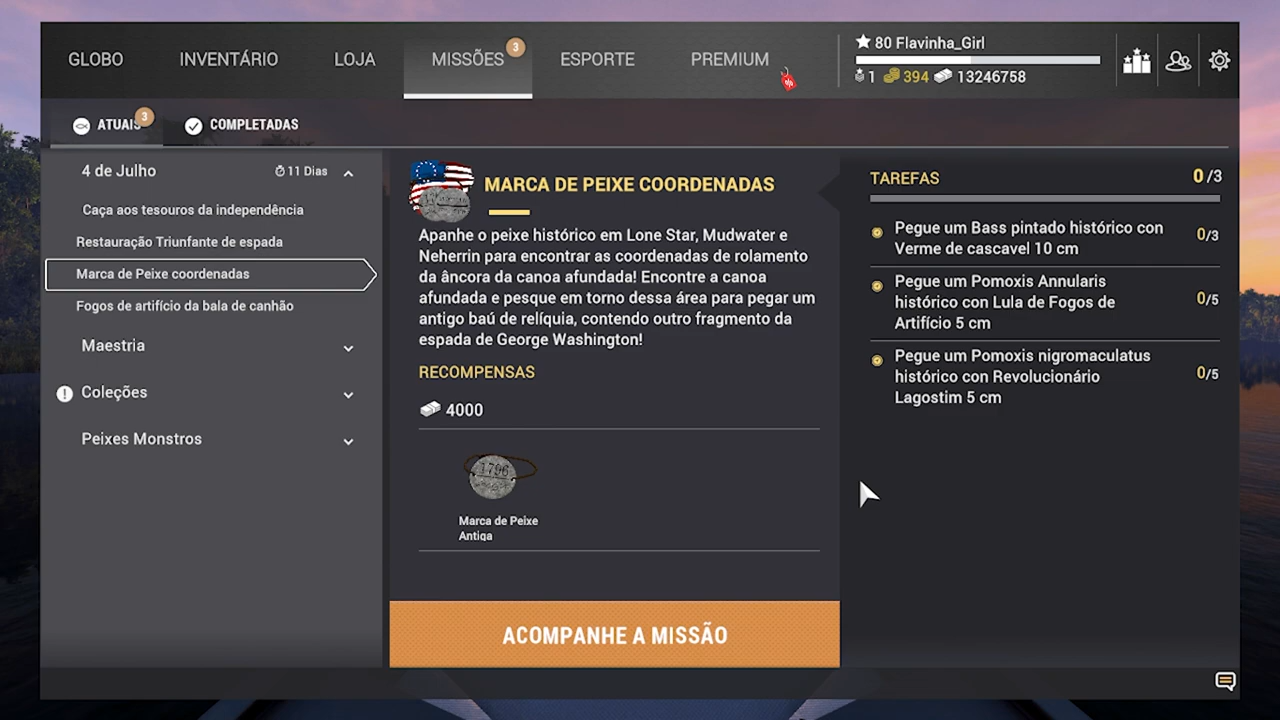 GLOBO
INVENTÁRIO
LOJA
MISSÕES
3
ESPORTE
PREMIUM
%
80 Flavinha_Girl
1 394 13246758
ATUAIS
3
COMPLETADAS
4 de Julho
11 Dias
Caça aos tesouros da independência
Restauração Triunfante de espada
Marca de Peixe coordenadas
Fogos de artifício da bala de canhão
Maestria
Coleções
Peixes Monstros
MARCA DE PEIXE COORDENADAS
Apanhe o peixe histórico em Lone Star, Mudwater e
Neherrin para encontrar as coordenadas de rolamento
da âncora da canoa afundada! Encontre a canoa
afundada e pesque em torno dessa área para pegar um
antigo baú de relíquia, contendo outro fragmento da
espada de George Washington!
RECOMPENSAS
4000
1796
Marca de Peixe
Antiga
ACOMPANHE A MISSÃO
TAREFAS
0/3
Pegue um Bass pintado histórico con
Verme de cascavel 10 cm
0/3
Pegue um Pomoxis Annularis
histórico con Lula de Fogos de
Artifício 5 cm
0/5
Pegue um Pomoxis nigromaculatus
histórico con Revolucionário
Lagostim 5 cm
0/5